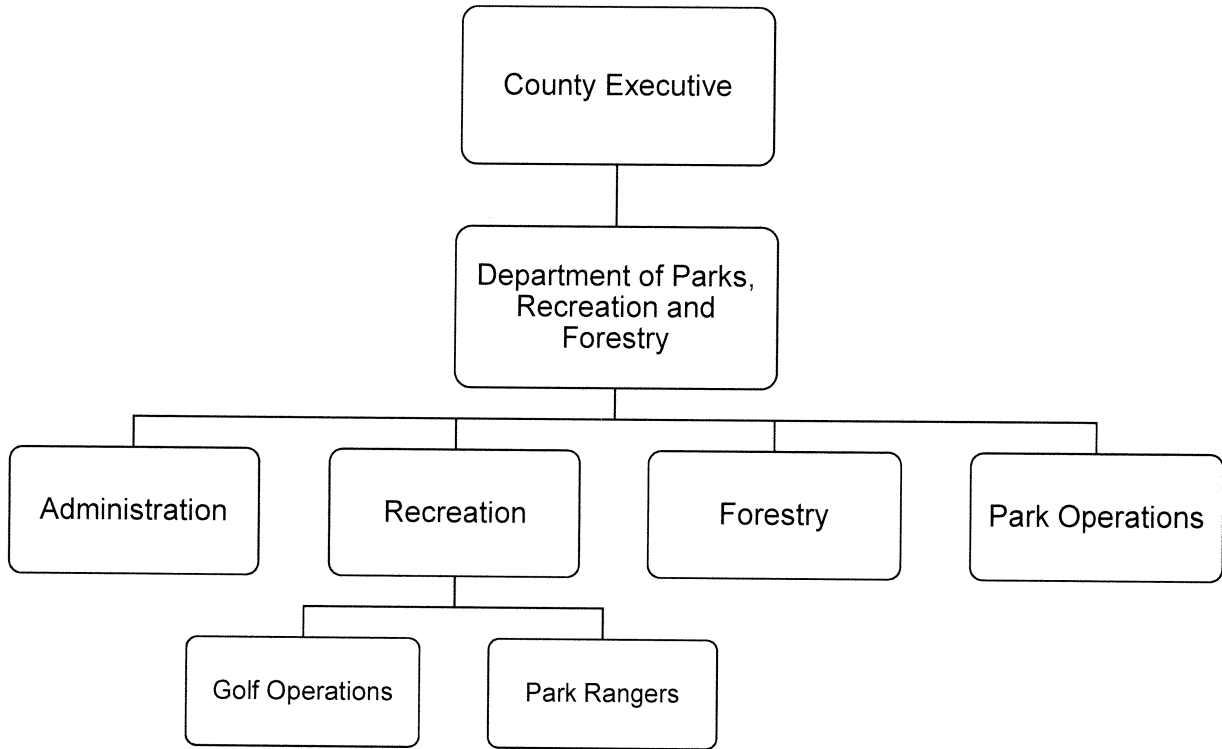 County Executive
Department of Parks,
Recreation and
Forestry
Administration
Recreation
Forestry
Park Operations
Golf Operations
Park Rangers